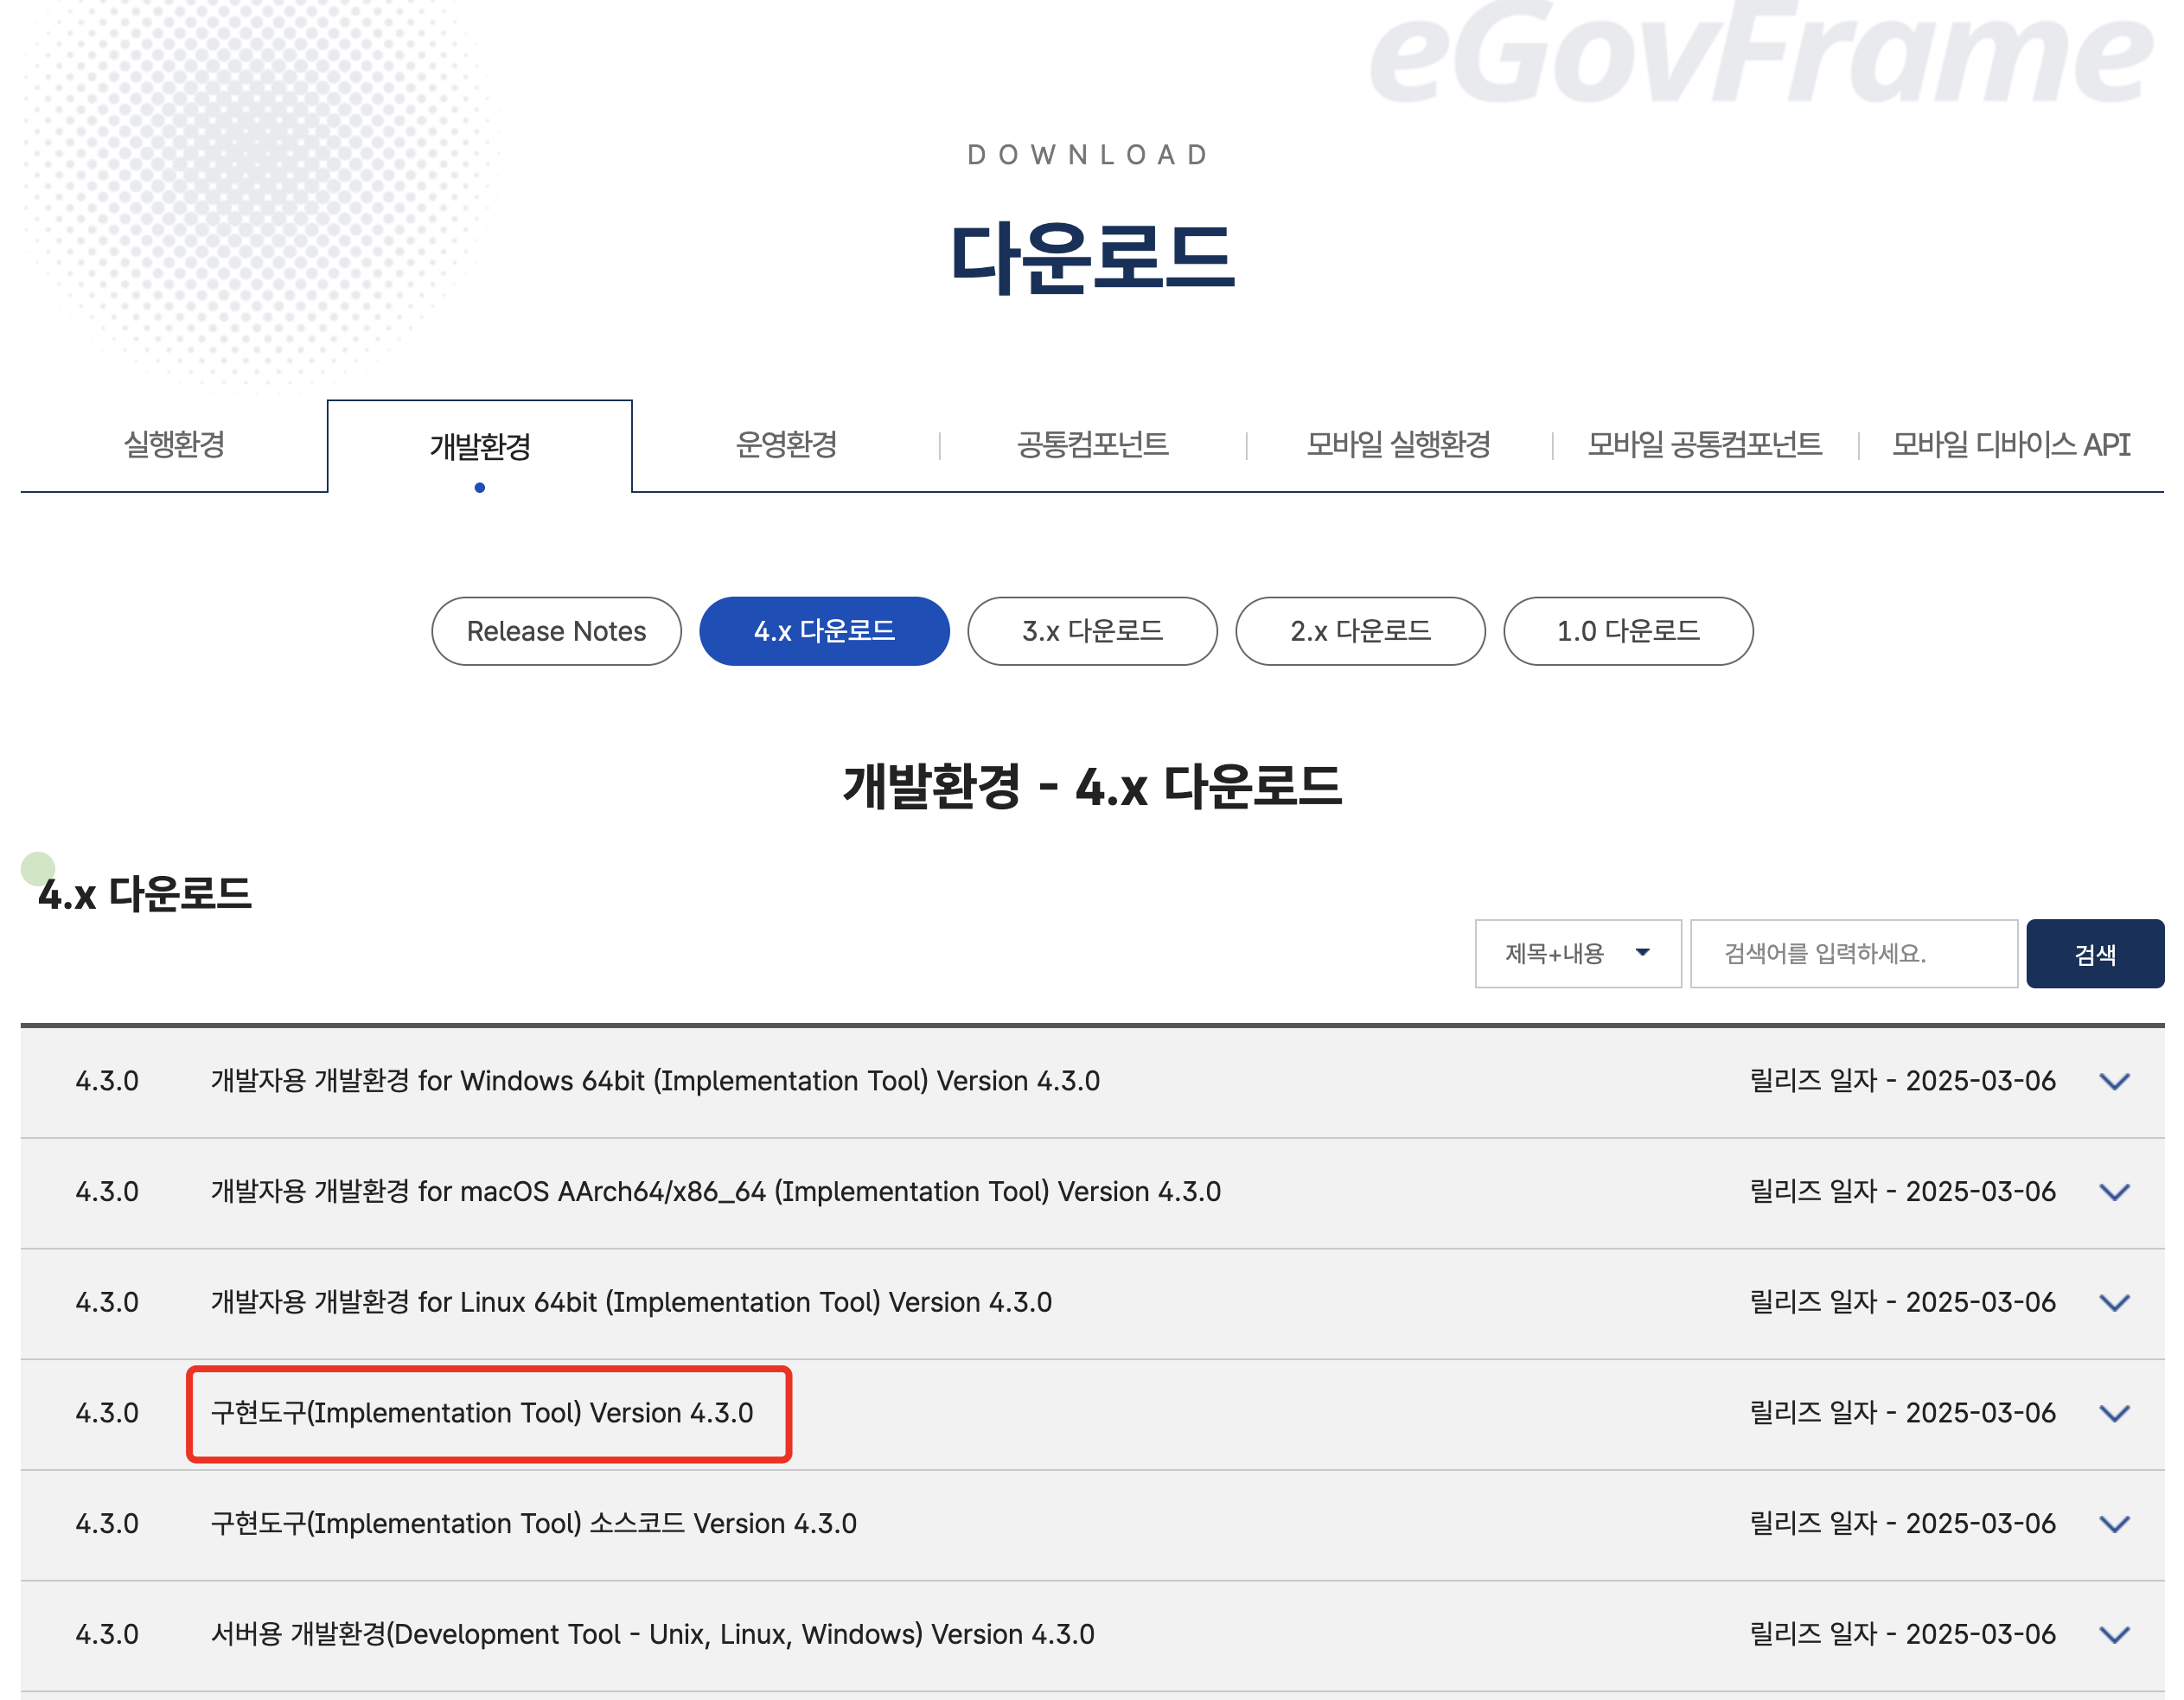 eGovFrame
DOWNLOAD
다운로드
실행환경 개발환경 운영환경 공통컴포넌트 모바일 실행환경 모바일 공통컴포넌트 모바일 디바이스 API
Release Notes 4.x 다운로드 3.x 다운로드 2.x 다운로드 1.0 다운로드
개발환경 - 4.x 다운로드
4.x 다운로드
제목+내용 검색어를 입력하세요. 검색
4.3.0 개발자용 개발환경 for Windows 64bit (Implementation Tool) Version 4.3.0 릴리즈 일자 - 2025-03-06
4.3.0 개발자용 개발환경 for macOS AArch64/x86_64 (Implementation Tool) Version 4.3.0 릴리즈 일자 - 2025-03-06
4.3.0 개발자용 개발환경 for Linux 64bit (Implementation Tool) Version 4.3.0 릴리즈 일자 - 2025-03-06
4.3.0 구현도구(Implementation Tool) Version 4.3.0 릴리즈 일자 - 2025-03-06
4.3.0 구현도구(Implementation Tool) 소스코드 Version 4.3.0 릴리즈 일자 - 2025-03-06
4.3.0 서버용 개발환경(Development Tool - Unix, Linux, Windows) Version 4.3.0 릴리즈 일자 - 2025-03-06